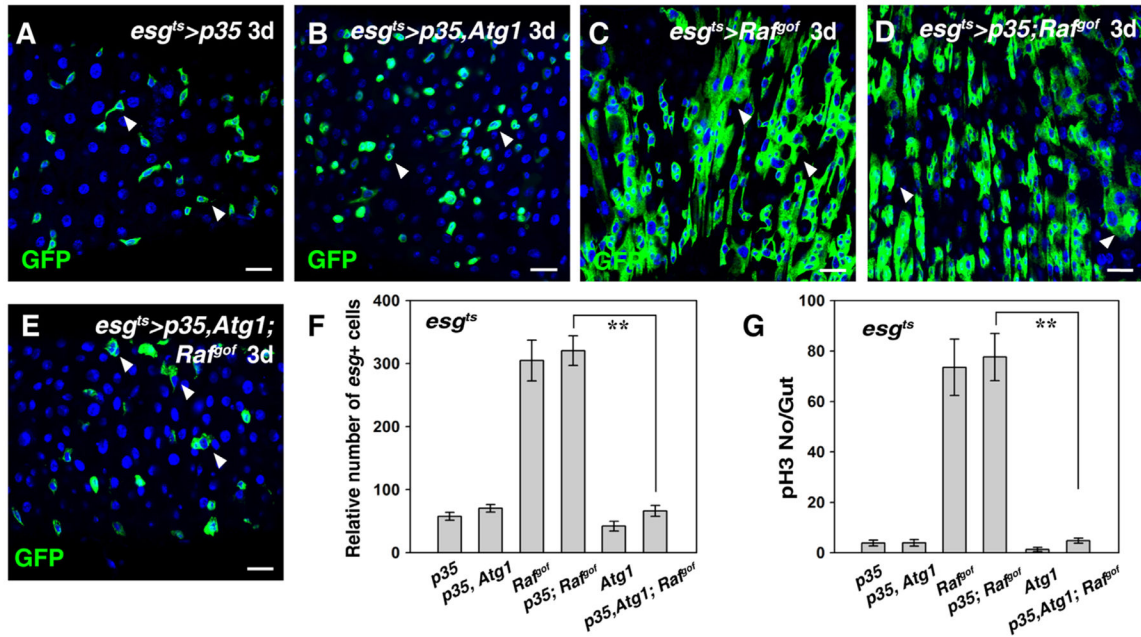 A esgᵗˢ>p35 3d
GFP
B esgᵗˢ>p35,Atg1 3d
GFP
C esgᵗˢ>Rafᵍᵒᶠ 3d
GFP
D esgᵗˢ>p35;Rafᵍᵒᶠ 3d
GFP
E esgᵗˢ>p35,Atg1;
Rafᵍᵒᶠ 3d
GFP
F
esgᵗˢ
**
Relative number of esg+ cells
400
300
200
100
0
p35
p35, Atg1
Rafᵍᵒᶠ
p35; Rafᵍᵒᶠ
Atg1
p35,Atg1; Rafᵍᵒᶠ
G
esgᵗˢ
**
pH3 No/Gut
100
80
60
40
20
0
p35
p35, Atg1
Rafᵍᵒᶠ
p35; Rafᵍᵒᶠ
Atg1
p35,Atg1; Rafᵍᵒᶠ